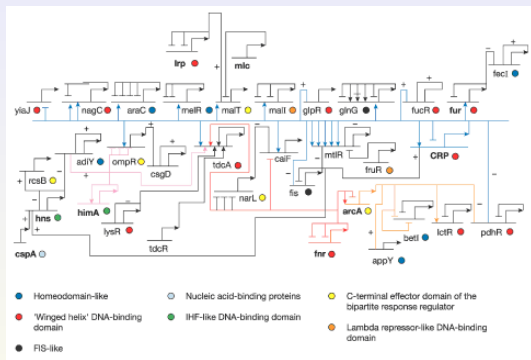 lrp mlc
fecI
yiaJ nagC araC melR malT malI glpR glnG fucR fur
+ + +
adiY ompR csgD tdcA caiF mtlR CRP
rcsB fis fruR
hns himA lysR narL arcA
tdcR fnr betI lctR pdhR
cspA appY
Homeodomain-like
'Winged helix' DNA-binding domain
FIS-like
Nucleic acid-binding proteins
IHF-like DNA-binding domain
C-terminal effector domain of the bipartite response regulator
Lambda repressor-like DNA-binding domain